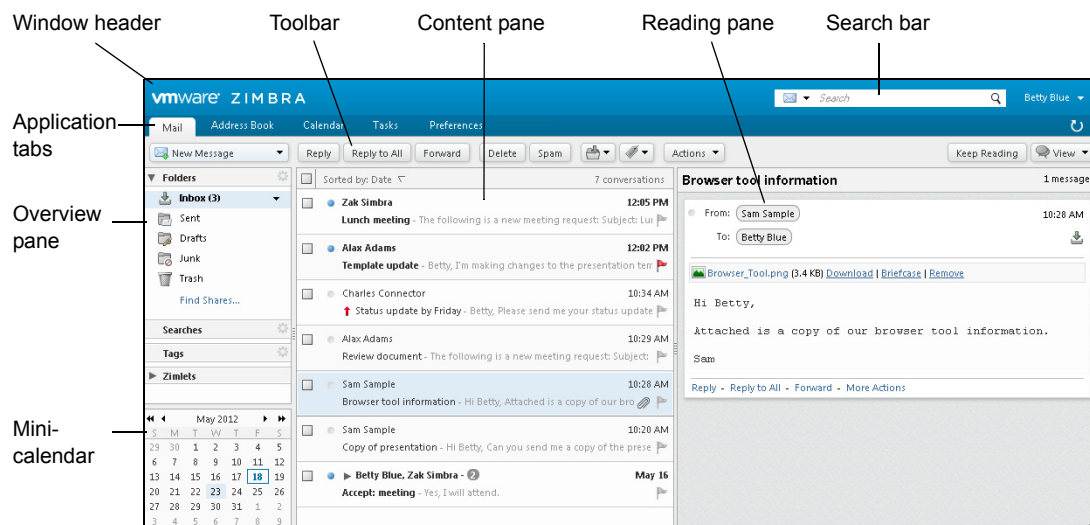 Window header
Toolbar
Content pane
Reading pane
Search bar
vmware ZIMBRA
Search
Betty Blue
Application tabs
Mail
Address Book
Calendar
Tasks
Preferences
New Message
Reply
Reply to All
Forward
Delete
Spam
Actions
Keep Reading
View
Overview pane
Folders
Inbox (3)
Sent
Drafts
Junk
Trash
Find Shares...
Searches
Tags
Zimlets
Mini-calendar
May 2012
S M T W T F S
29 30 1 2 3 4 5
6 7 8 9 10 11 12
13 14 15 16 17 18 19
20 21 22 23 24 25 26
27 28 29 30 31 1 2
3 4 5 6 7 8 9
Sorted by: Date
7 conversations
Zak Simbra 12:05 PM
Lunch meeting - The following is a new meeting request: Subject: Lu
Alax Adams 12:02 PM
Template update - Betty, I'm making changes to the presentation tem
Charles Connector 10:34 AM
Status update by Friday - Betty, Please send me your status update
Alax Adams 10:29 AM
Review document - The following is a new meeting request: Subject:
Sam Sample 10:28 AM
Browser tool information - Hi Betty, Attached is a copy of our bro
Sam Sample 10:20 AM
Copy of presentation - Hi Betty, Can you send me a copy of the prese
Betty Blue, Zak Simbra - 2 May 16
Accept: meeting - Yes, I will attend.
Browser tool information 1 message
From: Sam Sample 10:28 AM
To: Betty Blue
Browser_Tool.png (3.4 KB) Download | Briefcase | Remove
Hi Betty,
Attached is a copy of our browser tool information.
Sam
Reply - Reply to All - Forward - More Actions